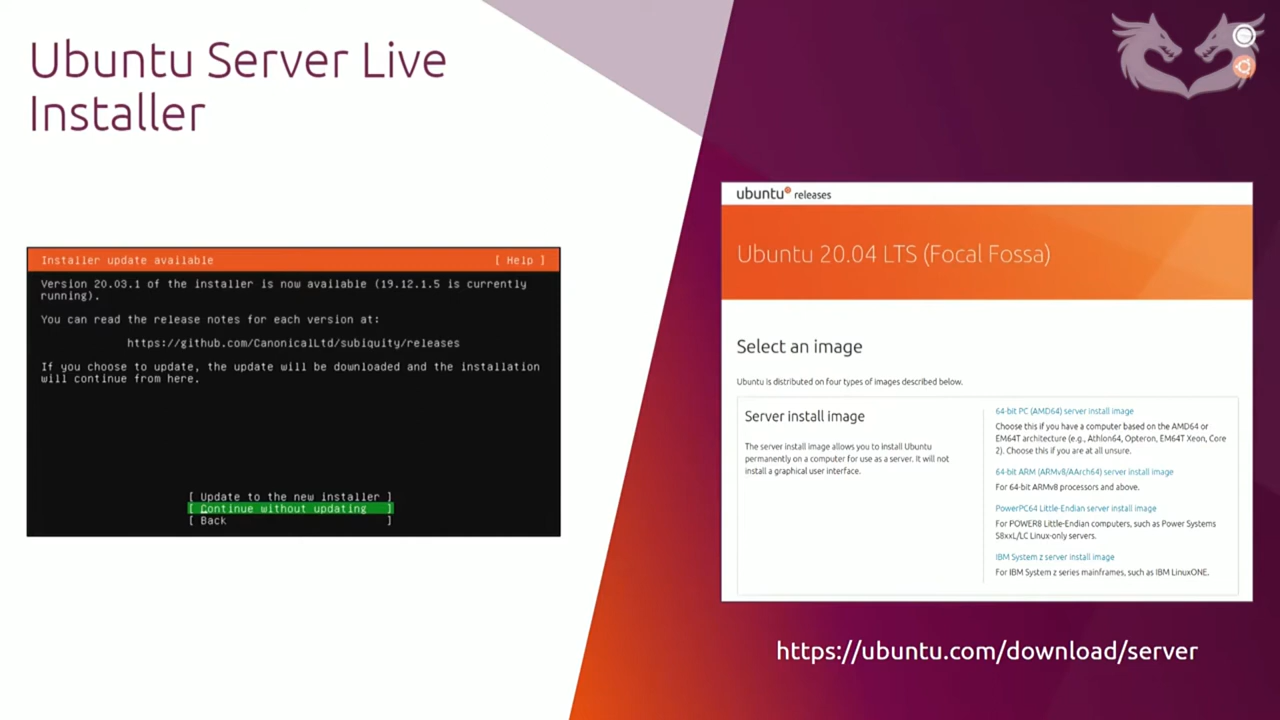 Ubuntu Server Live
Installer
Installer update available [ Help ]
Version 20.03.1 of the installer is now available (19.12.1.5 is currently
running).
You can read the release notes for each version at:
https://github.com/CanonicalLtd/subiquity/releases
If you choose to update, the update will be downloaded and the installation
will continue from here.
[ Update to the new installer ]
[ Continue without updating ]
[ Back ]
ubuntu releases
Ubuntu 20.04 LTS (Focal Fossa)
Select an image
Ubuntu is distributed on four types of images described below.
Server install image
The server install image allows you to install Ubuntu
permanently on a computer for use as a server. It will not
install a graphical user interface.
64-bit PC (AMD64) server install image
Choose this if you have a computer based on the AMD64 or
EM64T architecture (e.g., Athlon64, Opteron, EM64T Xeon, Core
2). Choose this if you are at all unsure.
64-bit ARM (ARMv8/AArch64) server install image
For 64-bit ARMv8 processors and above.
PowerPC64 Little-Endian server install image
For POWER8 Little-Endian computers, such as Power Systems
S8xxL/LC Linux-only servers.
IBM System z server install image
For IBM System z series mainframes, such as IBM LinuxONE.
https://ubuntu.com/download/server